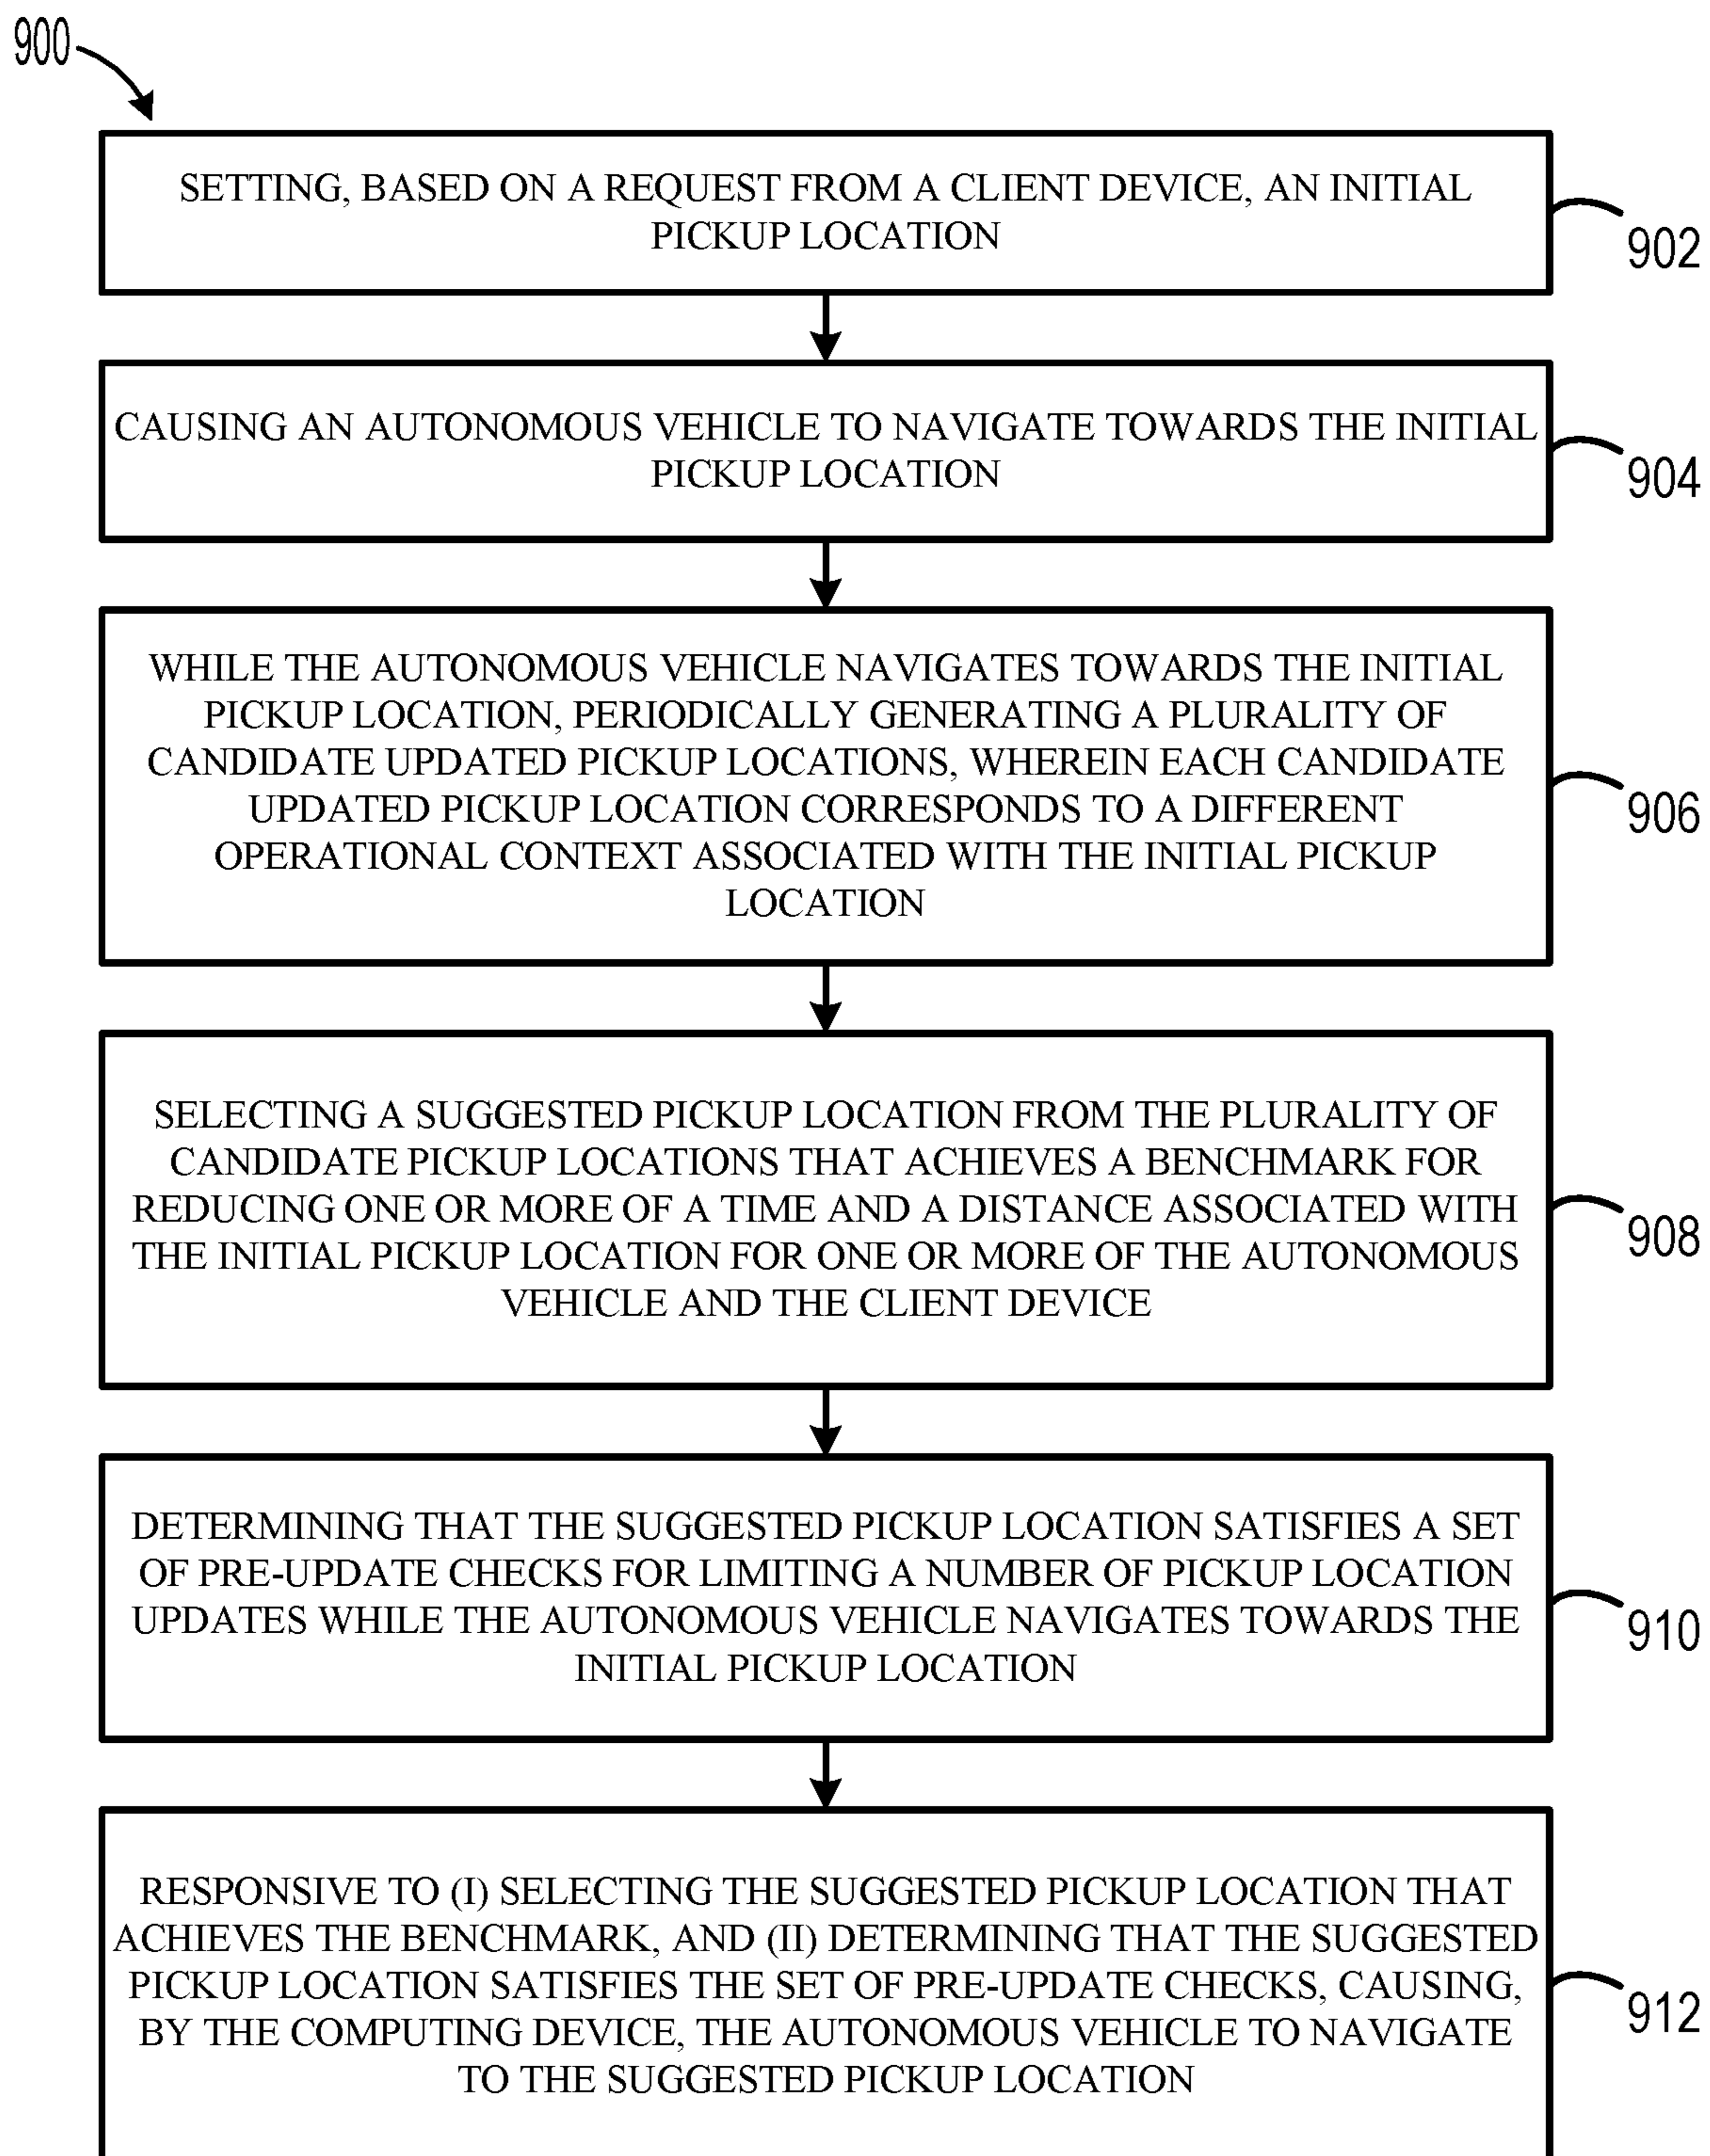 900
SETTING, BASED ON A REQUEST FROM A CLIENT DEVICE, AN INITIAL
PICKUP LOCATION
902
CAUSING AN AUTONOMOUS VEHICLE TO NAVIGATE TOWARDS THE INITIAL
PICKUP LOCATION
904
WHILE THE AUTONOMOUS VEHICLE NAVIGATES TOWARDS THE INITIAL
PICKUP LOCATION, PERIODICALLY GENERATING A PLURALITY OF
CANDIDATE UPDATED PICKUP LOCATIONS, WHEREIN EACH CANDIDATE
UPDATED PICKUP LOCATION CORRESPONDS TO A DIFFERENT
OPERATIONAL CONTEXT ASSOCIATED WITH THE INITIAL PICKUP
LOCATION
906
SELECTING A SUGGESTED PICKUP LOCATION FROM THE PLURALITY OF
CANDIDATE PICKUP LOCATIONS THAT ACHIEVES A BENCHMARK FOR
REDUCING ONE OR MORE OF A TIME AND A DISTANCE ASSOCIATED WITH
THE INITIAL PICKUP LOCATION FOR ONE OR MORE OF THE AUTONOMOUS
VEHICLE AND THE CLIENT DEVICE
908
DETERMINING THAT THE SUGGESTED PICKUP LOCATION SATISFIES A SET
OF PRE-UPDATE CHECKS FOR LIMITING A NUMBER OF PICKUP LOCATION
UPDATES WHILE THE AUTONOMOUS VEHICLE NAVIGATES TOWARDS THE
INITIAL PICKUP LOCATION
910
RESPONSIVE TO (I) SELECTING THE SUGGESTED PICKUP LOCATION THAT
ACHIEVES THE BENCHMARK, AND (II) DETERMINING THAT THE SUGGESTED
PICKUP LOCATION SATISFIES THE SET OF PRE-UPDATE CHECKS, CAUSING,
BY THE COMPUTING DEVICE, THE AUTONOMOUS VEHICLE TO NAVIGATE
TO THE SUGGESTED PICKUP LOCATION
912